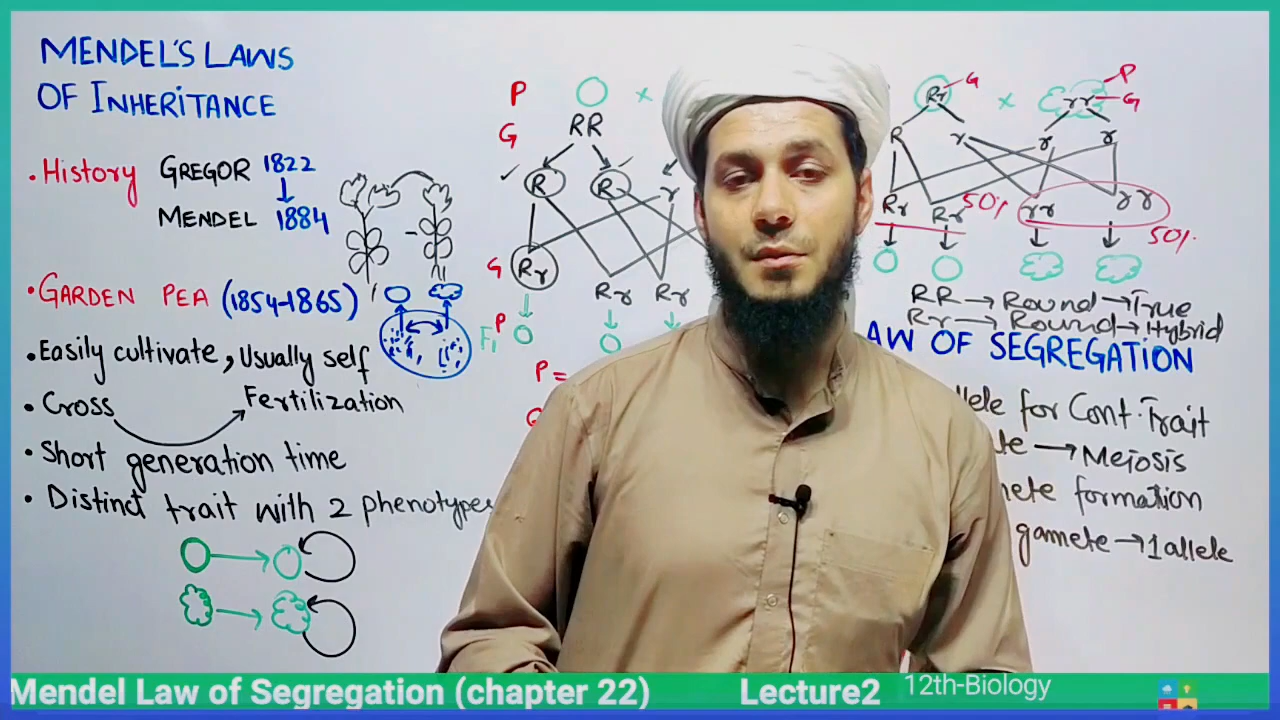 MENDEL'S LAWS
OF INHERITANCE
• History GREGOR 1822
MENDEL 1884
• GARDEN PEA (1854-1865)
• Easily cultivate, Usually self
• Cross Fertilization
• Short generation time
• Distinct trait with 2 phenotypes
P ×
G RR
R R r
G Rr Rr Rr
F1 P
P =
G
Rr G × rr P G
R r r r
Rr Rr 50% rr rr
50%
RR → Round → True
Rr → Round → Hybrid
AW OF SEGREGATION
llele for Cont. Trait
te → Meiosis
mete formation
gamete → 1 allele
Mendel Law of Segregation (chapter 22) Lecture2 12th-Biology